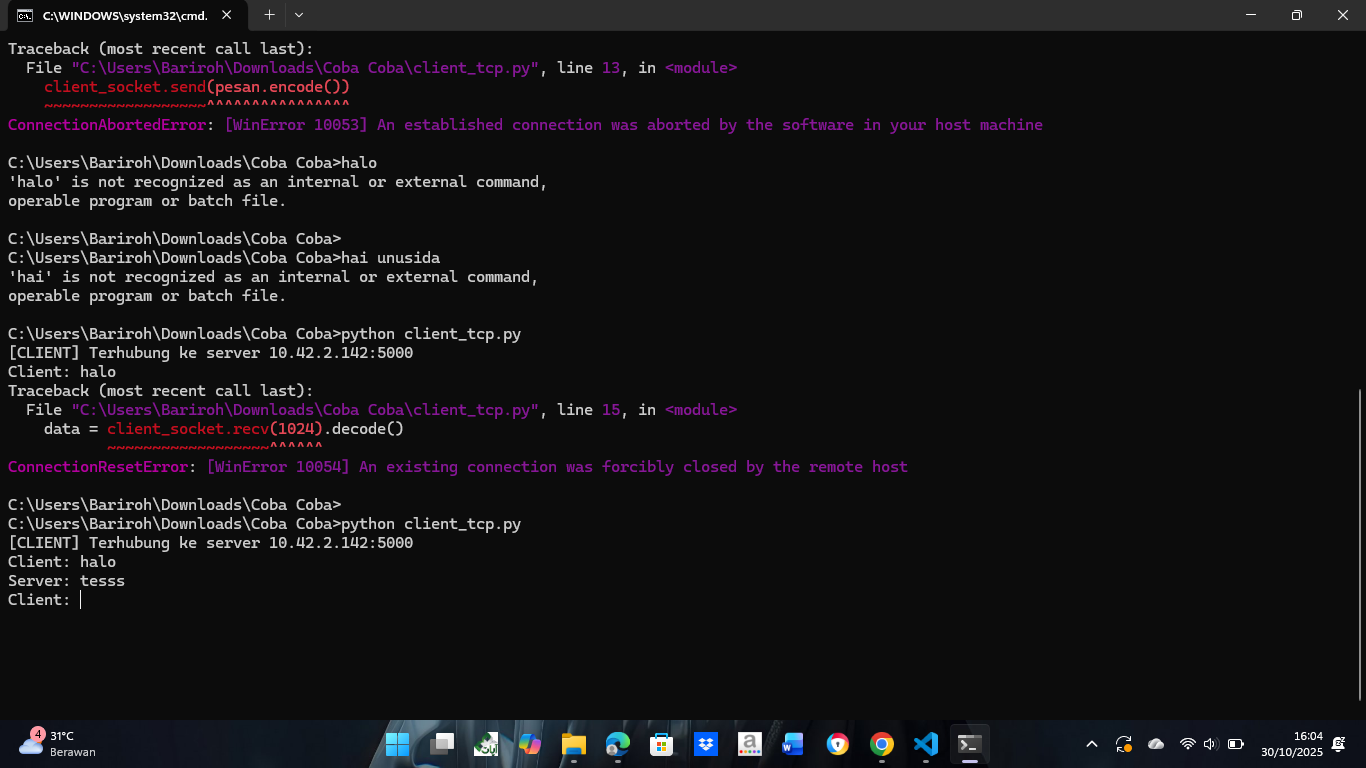 C:\WINDOWS\system32\cmd.
Traceback (most recent call last):
  File "C:\Users\Bariroh\Downloads\Coba Coba\client_tcp.py", line 13, in <module>
    client_socket.send(pesan.encode())
    ~~~~~~~~~~~~~~~~~~^^^^^^^^^^^^^^^^
ConnectionAbortedError: [WinError 10053] An established connection was aborted by the software in your host machine
C:\Users\Bariroh\Downloads\Coba Coba>halo
'halo' is not recognized as an internal or external command,
operable program or batch file.
C:\Users\Bariroh\Downloads\Coba Coba>
C:\Users\Bariroh\Downloads\Coba Coba>hai unusida
'hai' is not recognized as an internal or external command,
operable program or batch file.
C:\Users\Bariroh\Downloads\Coba Coba>python client_tcp.py
[CLIENT] Terhubung ke server 10.42.2.142:5000
Client: halo
Traceback (most recent call last):
  File "C:\Users\Bariroh\Downloads\Coba Coba\client_tcp.py", line 15, in <module>
    data = client_socket.recv(1024).decode()
           ~~~~~~~~~~~~~~~~~~^^^^^^
ConnectionResetError: [WinError 10054] An existing connection was forcibly closed by the remote host
C:\Users\Bariroh\Downloads\Coba Coba>
C:\Users\Bariroh\Downloads\Coba Coba>python client_tcp.py
[CLIENT] Terhubung ke server 10.42.2.142:5000
Client: halo
Server: tesss
Client:
4
31°C
Berawan
a
W
16:04
30/10/2025